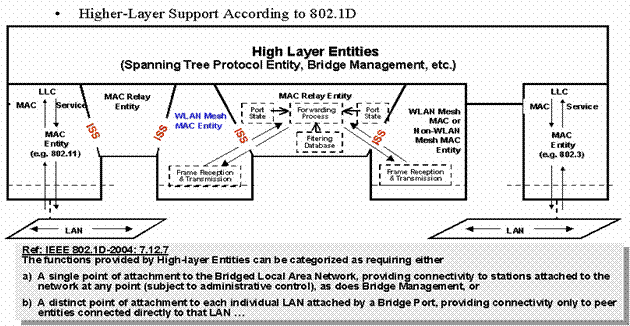 • Higher-Layer Support According to 802.1D
High Layer Entities
(Spanning Tree Protocol Entity, Bridge Management, etc.)
LLC
MAC Service
MAC
Entity
(e.g. 802.11)
ISS
MAC Relay
Entity
ISS
WLAN Mesh
MAC Entity
ISS
MAC Relay Entity
Port
State
Forwarding
Process
Port
State
Filtering
Database
Frame Reception
& Transmission
ISS
WLAN Mesh
MAC or
Non-WLAN
Mesh MAC
Entity
Frame Reception
& Transmission
LLC
MAC Service
MAC
Entity
(e.g. 802.3)
LAN
LAN
Ref: IEEE 802.1D-2004: 7.12.7
The functions provided by High-layer Entities can be categorized as requiring either
a) A single point of attachment to the Bridged Local Area Network, providing connectivity to stations attached to the
network at any point (subject to administrative control), as does Bridge Management, or
b) A distinct point of attachment to each individual LAN attached by a Bridge Port, providing connectivity only to peer
entities connected directly to that LAN …